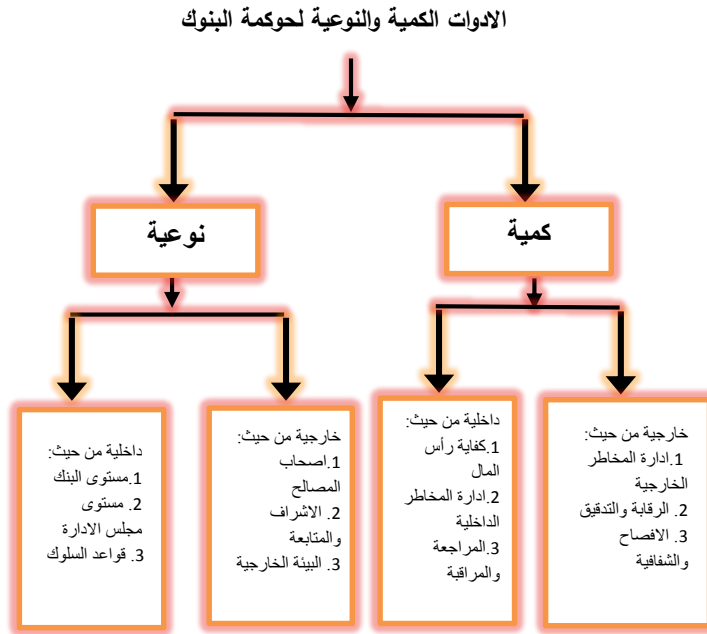 الادوات الكمية والنوعية لحوكمة البنوك
كمية
نوعية
خارجية من حيث:
1. ادارة المخاطر
الخارجية
2. الرقابة والتدقيق
3. الافصاح
والشفافية
داخلية من حيث:
1.كفاية رأس
المال
2.ادارة المخاطر
الداخلية
3.المراجعة
والمراقبة
خارجية من حيث:
1.اصحاب
المصالح
2. الاشراف
والمتابعة
3. البيئة الخارجية
داخلية من حيث:
1.مستوى البنك
2. مستوى
مجلس الادارة
3. قواعد السلوك